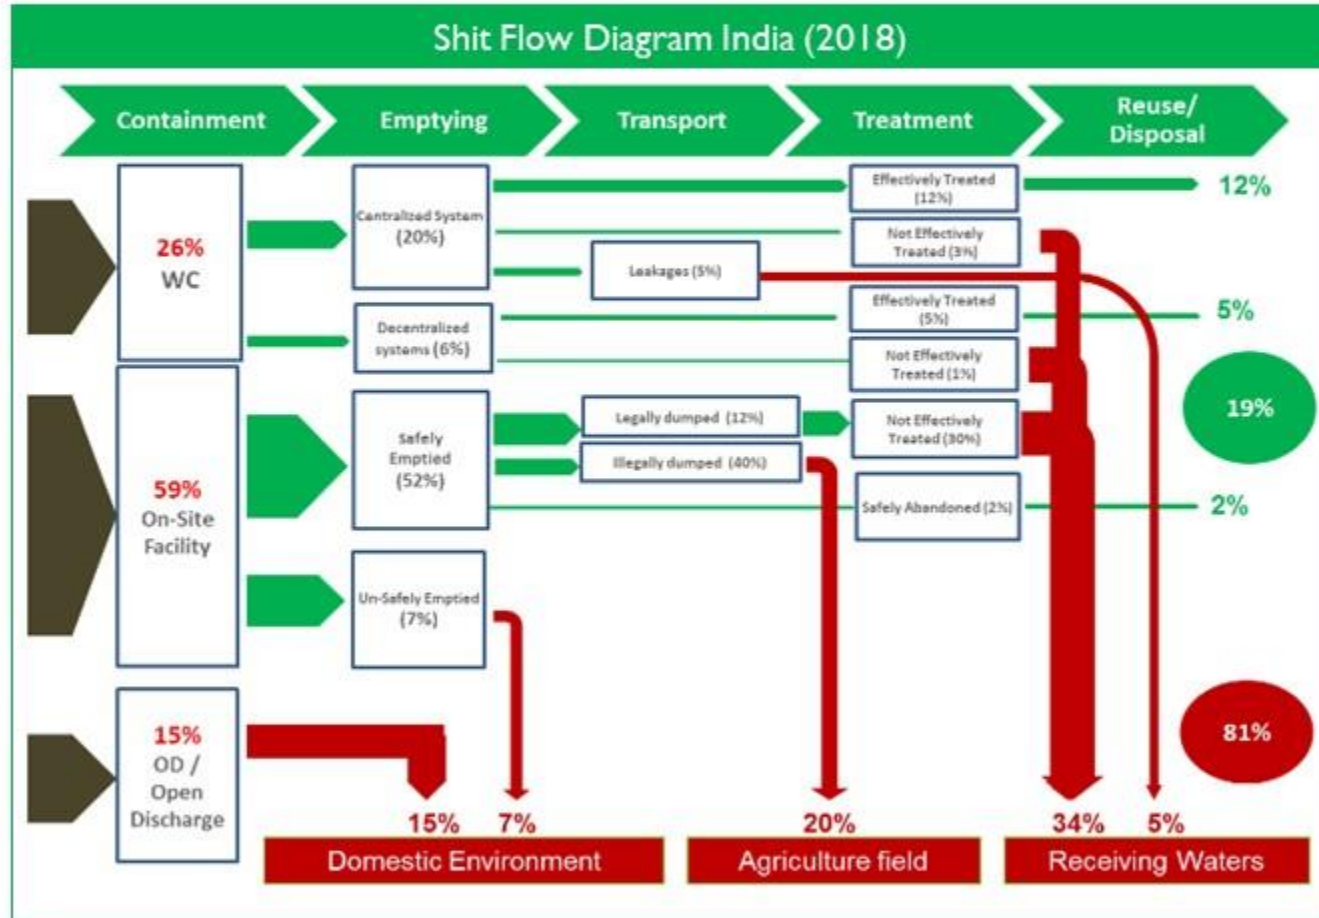 Shit Flow Diagram India (2018)
Containment
Emptying
Transport
Treatment
Reuse/
Disposal
26%
WC
59%
On-Site
Facility
15%
OD /
Open
Discharge
Centralized System
(20%)
Decentralized
systems (6%)
Safely
Emptied
(52%)
Un-Safely Emptied
(7%)
Leakages (5%)
Legally dumped (12%)
Illegally dumped (40%)
Effectively Treated
(12%)
Not Effectively
Treated (3%)
Effectively Treated
(5%)
Not Effectively
Treated (1%)
Not Effectively
Treated (30%)
Safely Abandoned (2%)
12%
5%
19%
2%
81%
15% 7% 20% 34% 5%
Domestic Environment
Agriculture field
Receiving Waters